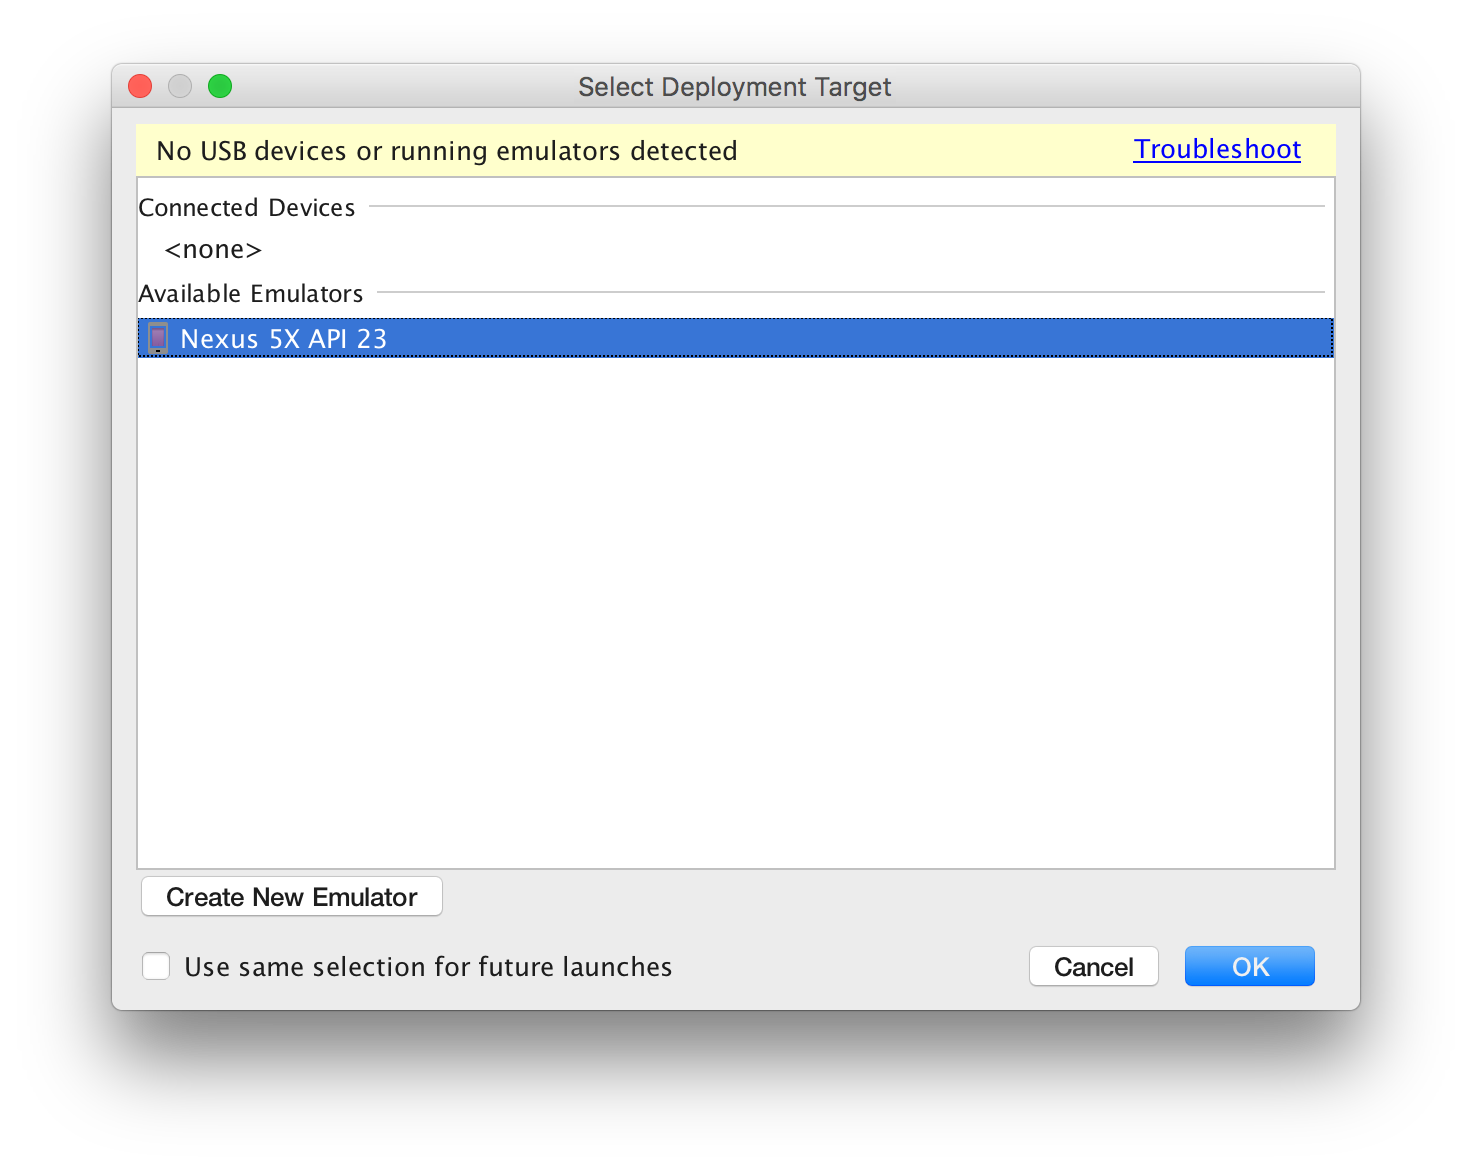 Select Deployment Target
No USB devices or running emulators detected Troubleshoot
Connected Devices
<none>
Available Emulators
Nexus 5X API 23
Create New Emulator
Use same selection for future launches Cancel OK